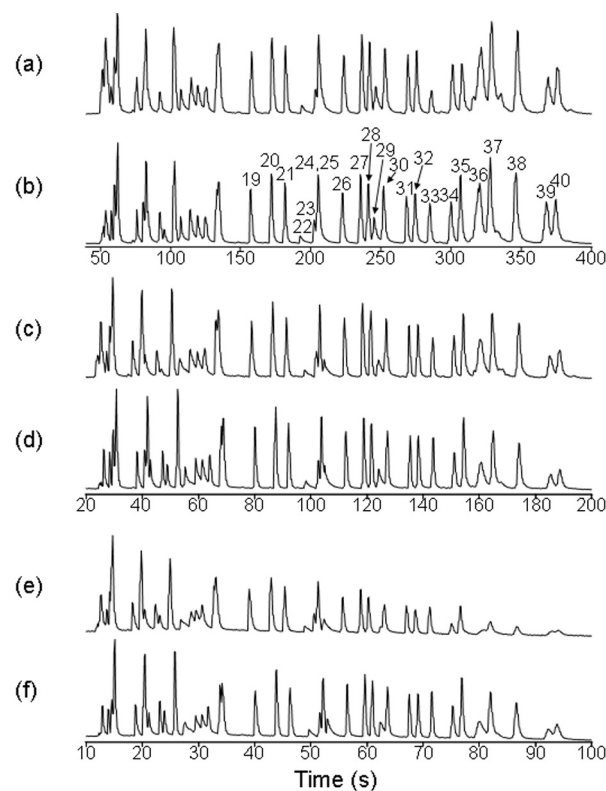 (a)
(b)
19 20 21 22 23 24,25 26 27 28 29 30 31 32 33 34 35 36 37 38 39 40
50 100 150 200 250 300 350 400
(c)
(d)
20 40 60 80 100 120 140 160 180 200
(e)
(f)
10 20 30 40 50 60 70 80 90 100
Time (s)